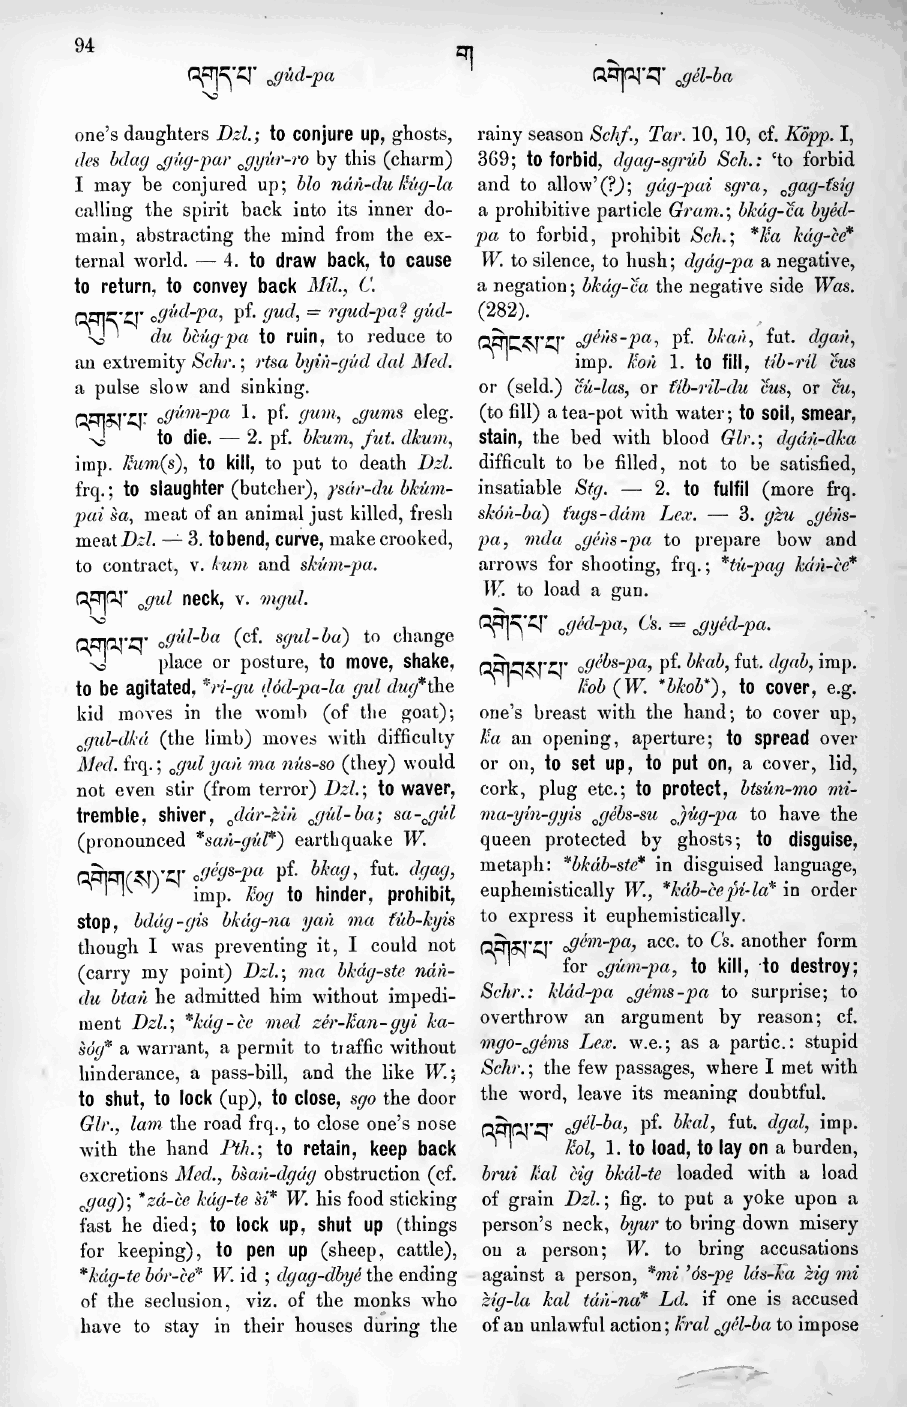 94
ག
འགུད་པ་ ₒgúd-pa
འགེལ་བ་ ₒgél-ba
one's daughters Dzl.; to conjure up, ghosts,
des bdag ₒgúg-par ₒgyúr-ro by this (charm)
I may be conjured up; blo náṅ-du k̔úg-la
calling the spirit back into its inner do-
main, abstracting the mind from the ex-
ternal world. — 4. to draw back, to cause
to return, to convey back Mil., C.
འགུད་པ་ ₒgúd-pa, pf. gud, = rgud-pa? gúd-
du bc̀úg-pa to ruin, to reduce to
an extremity Schr.; rtsa byiṅ-gúd dal Med.
a pulse slow and sinking.
འགུམ་པ་ ₒgúm-pa 1. pf. gum, ₒgums eleg.
to die. — 2. pf. bkum, fut. dkum,
imp. k̔um(s), to kill, to put to death Dzl.
frq.; to slaughter (butcher), ɣsár-du bkúm-
pai s̀a, meat of an animal just killed, fresh
meat Dzl. — 3. to bend, curve, make crooked,
to contract, v. kum and skúm-pa.
འགུལ་ ₒgul neck, v. mgul.
འགུལ་བ་ ₒgúl-ba (cf. sgul-ba) to change
place or posture, to move, shake,
to be agitated, *ri-gu ḍód-pa-la gul dug* the
kid moves in the womb (of the goat);
ₒgul-dká (the limb) moves with difficulty
Med. frq.; ₒgul yaṅ ma nús-so (they) would
not even stir (from terror) Dzl.; to waver,
tremble, shiver, ₒdár-z̀iṅ ₒgúl-ba; sa-ₒgúl
(pronounced *saṅ-gúl*) earthquake W.
འགེག(ས)་པ་ ₒgégs-pa pf. bkag, fut. dgag,
imp. k̔og to hinder, prohibit,
stop, bdág-gis bkág-na yaṅ ma t̔úb-kyis
though I was preventing it, I could not
(carry my point) Dzl.; ma bkág-ste náṅ-
du btaṅ he admitted him without impedi-
ment Dzl.; *kág-c̀e med zér-k̔an-gyi ka-
s̀óg* a warrant, a permit to traffic without
hinderance, a pass-bill, and the like W.;
to shut, to lock (up), to close, sgo the door
Glr., lam the road frq., to close one's nose
with the hand Pth.; to retain, keep back
excretions Med., bs̀aṅ-dgág obstruction (cf.
ₒgag); *zá-c̀e kág-te s̀i* W. his food sticking
fast he died; to lock up, shut up (things
for keeping), to pen up (sheep, cattle),
*kág-te bór-c̀e* W. id ; dgag-dbyé the ending
of the seclusion, viz. of the monks who
have to stay in their houses during the
rainy season Schf., Tar. 10, 10, cf. Köpp. I,
369; to forbid, dgag-sgrúb Sch.: 'to forbid
and to allow'(?); gág-pai sgra, ₒgag-t̔síg
a prohibitive particle Gram.; bkág-c̔a byéd-
pa to forbid, prohibit Sch.; *k̔a kág-c̀e*
W. to silence, to hush; dgág-pa a negative,
a negation; bkág-c̔a the negative side Was.
(282).
འགེངས་པ་ ₒgéṅs-pa, pf. bkaṅ, fut. dgaṅ,
imp. k̔oṅ 1. to fill, tíb-ril c̔us
or (seld.) c̔ú-las, or t̔íb-ril-du c̔us, or c̔u,
(to fill) a tea-pot with water; to soil, smear,
stain, the bed with blood Glr.; dgáṅ-dka
difficult to be filled, not to be satisfied,
insatiable Stg. — 2. to fulfil (more frq.
skóṅ-ba) t̔ugs-dám Lex. — 3. gz̀u ₒgéṅs-
pa, mda ₒgéṅs-pa to prepare bow and
arrows for shooting, frq.; *tú-pag káṅ-c̀e*
W. to load a gun.
འགེད་པ་ ₒgéd-pa, Cs. = ₒgyéd-pa.
འགེབས་པ་ ₒgébs-pa, pf. bkab, fut. dgab, imp.
k̔ob (W. *bkob*), to cover, e.g.
one's breast with the hand; to cover up,
k̔a an opening, aperture; to spread over
or on, to set up, to put on, a cover, lid,
cork, plug etc.; to protect, btsún-mo mi-
ma-yin-gyis ₒgébs-su ₒj̀úg-pa to have the
queen protected by ghosts; to disguise,
metaph: *bkáb-ste* in disguised language,
euphemistically W., *káb-c̀e p̔i-la* in order
to express it euphemistically.
འགེམ་པ་ ₒgém-pa, acc. to Cs. another form
for ₒgúm-pa, to kill, to destroy;
Schr.: klád-pa ₒgéms-pa to surprise; to
overthrow an argument by reason; cf.
mgo-ₒgéms Lex. w.e.; as a partic.: stupid
Schr.; the few passages, where I met with
the word, leave its meaning doubtful.
འགེལ་བ་ ₒgél-ba, pf. bkal, fut. dgal, imp.
k̔ol, 1. to load, to lay on a burden,
brui k̔al c̀ig bkál-te loaded with a load
of grain Dzl.; fig. to put a yoke upon a
person's neck, byur to bring down misery
on a person; W. to bring accusations
against a person, *mi 'ós-pe̱ lás-k̔a z̀ig mi
z̀ig-la kal táṅ-na* Ld. if one is accused
of an unlawful action; k̔ral ₒgél-ba to impose